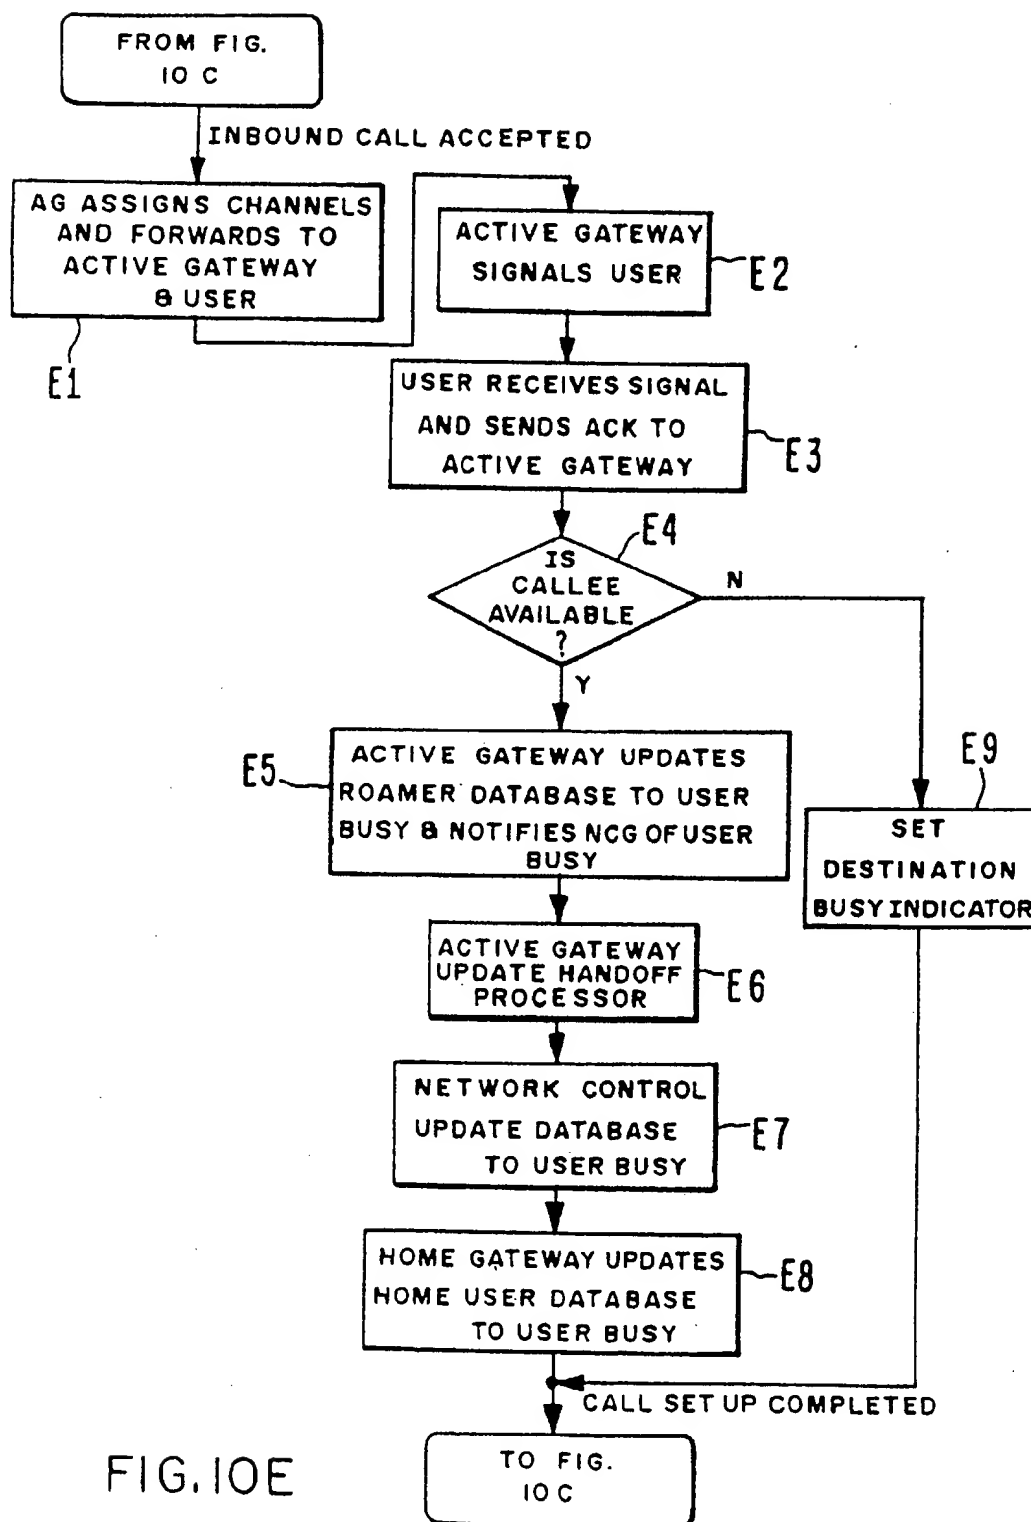 FROM FIG.
10 C
INBOUND CALL ACCEPTED
AG ASSIGNS CHANNELS
AND FORWARDS TO
ACTIVE GATEWAY
& USER
E1
ACTIVE GATEWAY
SIGNALS USER
E2
USER RECEIVES SIGNAL
AND SENDS ACK TO
ACTIVE GATEWAY
E3
E4
IS
CALLEE
AVAILABLE
?
N
Y
ACTIVE GATEWAY UPDATES
ROAMER DATABASE TO USER
BUSY & NOTIFIES NCG OF USER
BUSY
E5
E9
SET
DESTINATION
BUSY INDICATOR
ACTIVE GATEWAY
UPDATE HANDOFF
PROCESSOR
E6
NETWORK CONTROL
UPDATE DATABASE
TO USER BUSY
E7
HOME GATEWAY UPDATES
HOME USER DATABASE
TO USER BUSY
E8
CALL SET UP COMPLETED
TO FIG.
10 C
FIG. 10E